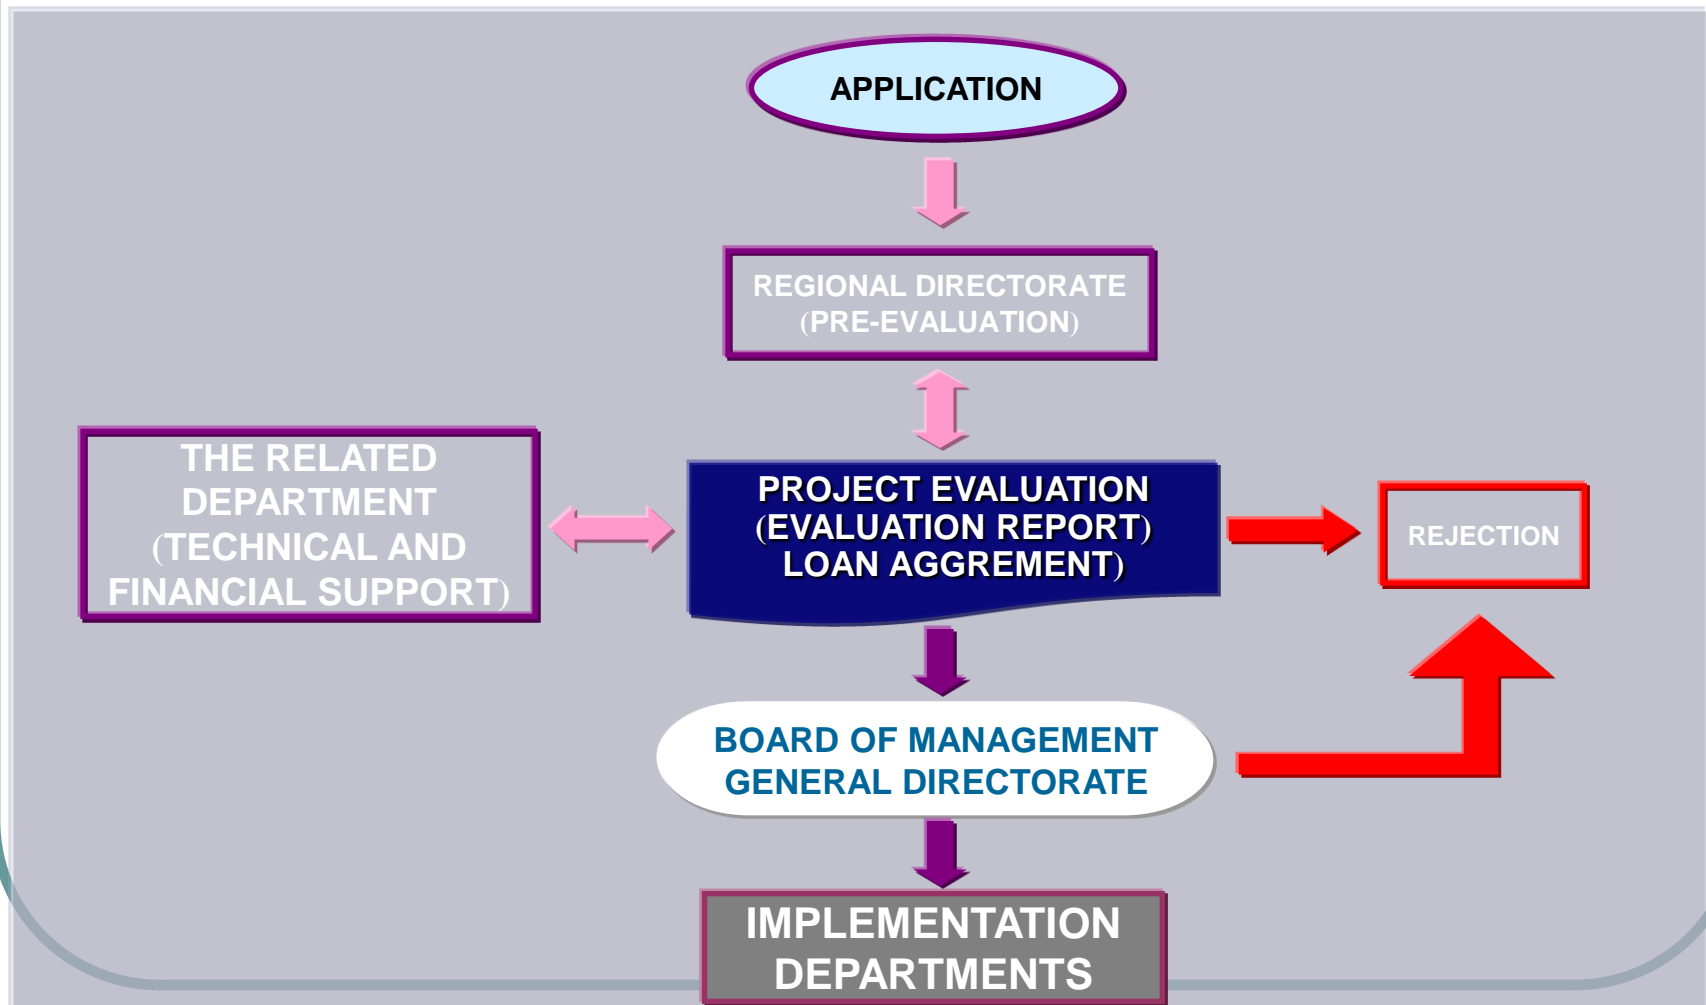 APPLICATION
REGIONAL DIRECTORATE
(PRE-EVALUATION)
THE RELATED
DEPARTMENT
(TECHNICAL AND
FINANCIAL SUPPORT)
PROJECT EVALUATION
(EVALUATION REPORT)
LOAN AGGREMENT)
REJECTION
BOARD OF MANAGEMENT
GENERAL DIRECTORATE
IMPLEMENTATION
DEPARTMENTS